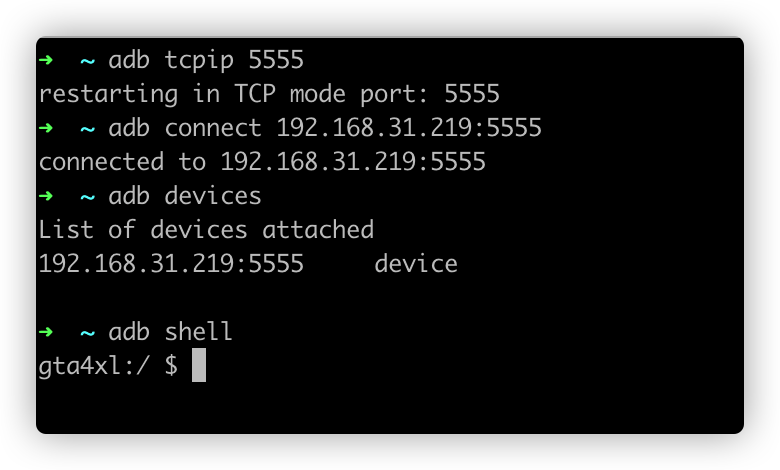 ➜  ~ adb tcpip 5555
restarting in TCP mode port: 5555
➜  ~ adb connect 192.168.31.219:5555
connected to 192.168.31.219:5555
➜  ~ adb devices
List of devices attached
192.168.31.219:5555     device
➜  ~ adb shell
gta4xl:/ $